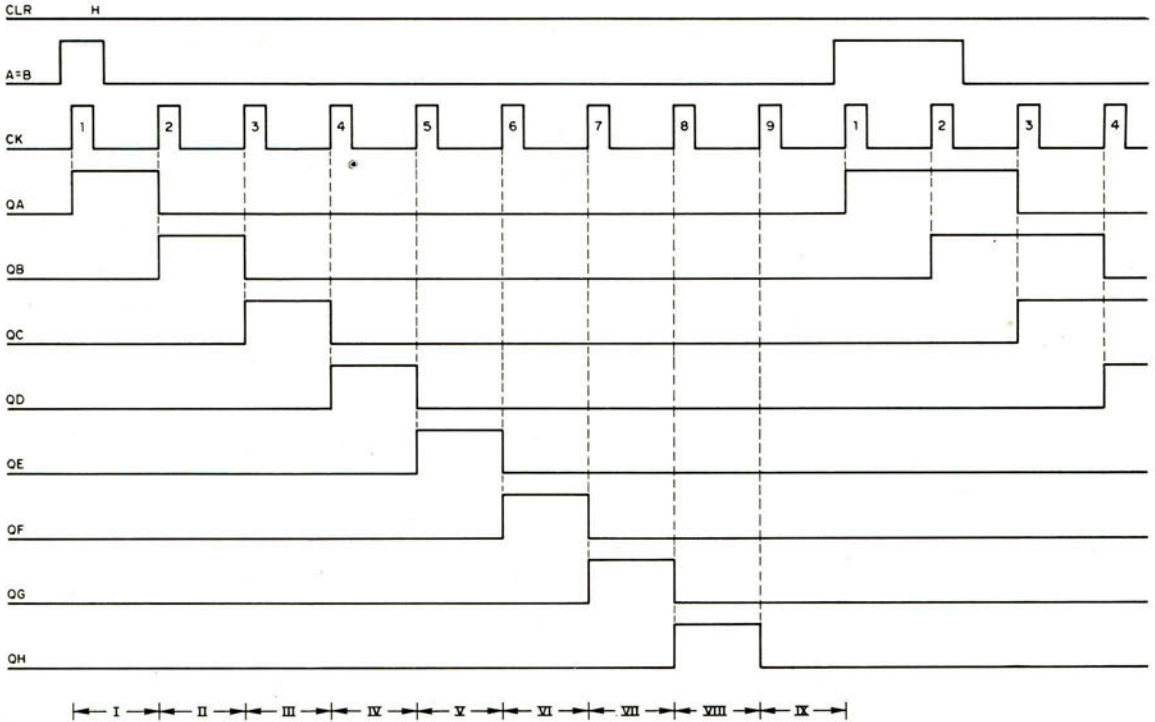 CLR H
A=B
CK 1 2 3 4 5 6 7 8 9 1 2 3 4
QA
QB
QC
QD
QE
QF
QG
QH
I II III IV V VI VII VIII IX